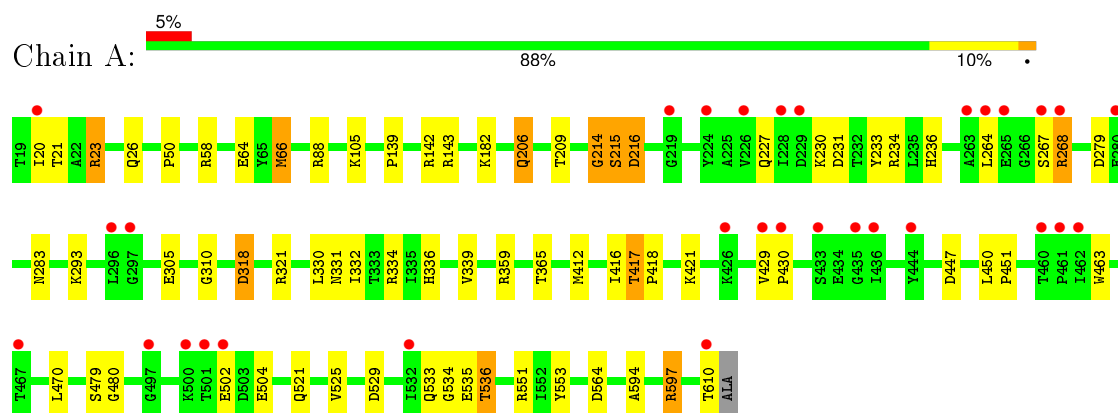 5%
Chain A:
88%
10%
•
T19 I20 T21 A22 R23 Q26 P50 R58 E64 Y65 M66 R88 K105 P139 R142 R143 K182 Q206 T209 G214 S215 D216 G219 Y224 A225 V226 Q227 I228 D229 K230 D231 T232 Y233 R234 L235 H236 A263 L264 E265 G266 S267 R268 D279
N283 K293 L296 G297 E305 G310 D318 R321 L330 N331 I332 T333 R334 I335 H336 V339 R359 T365 M412 I416 T417 P418 K421 K426 V429 P430 S433 E434 G435 I436 Y444 D447 L450 P451 T460 P461 I462 W463
T467 L470 S479 G480 G497 K500 T501 E502 D503 E504 Q521 V525 D529 I532 Q533 G534 E535 T536 R551 I552 Y553 D564 A594 R597 T610 ALA